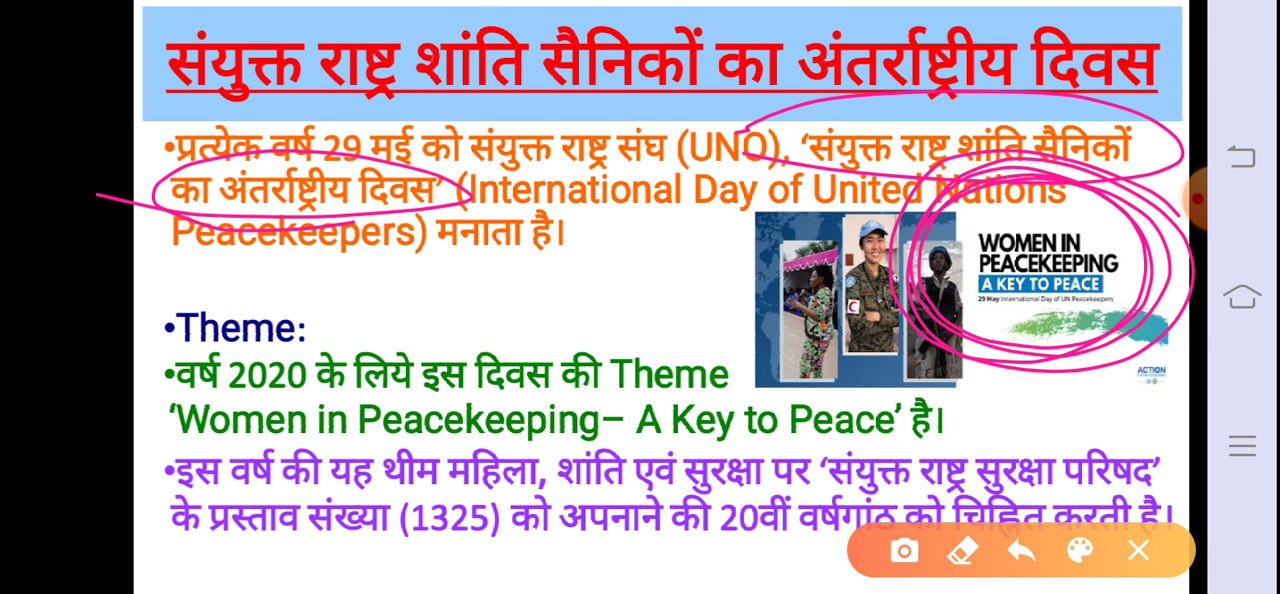 संयुक्त राष्ट्र शांति सैनिकों का अंतर्राष्ट्रीय दिवस
•प्रत्येक वर्ष 29 मई को संयुक्त राष्ट्र संघ (UNO), ‘संयुक्त राष्ट्र शांति सैनिकों
का अंतर्राष्ट्रीय दिवस’ (International Day of United Nations
Peacekeepers) मनाता है।
WOMEN IN
PEACEKEEPING
A KEY TO PEACE
29 May International Day of UN Peacekeepers
•Theme:
•वर्ष 2020 के लिये इस दिवस की Theme
ACTION
‘Women in Peacekeeping– A Key to Peace’ है।
•इस वर्ष की यह थीम महिला, शांति एवं सुरक्षा पर ‘संयुक्त राष्ट्र सुरक्षा परिषद’
के प्रस्ताव संख्या (1325) को अपनाने की 20वीं वर्षगांठ को चिह्नित करती है।